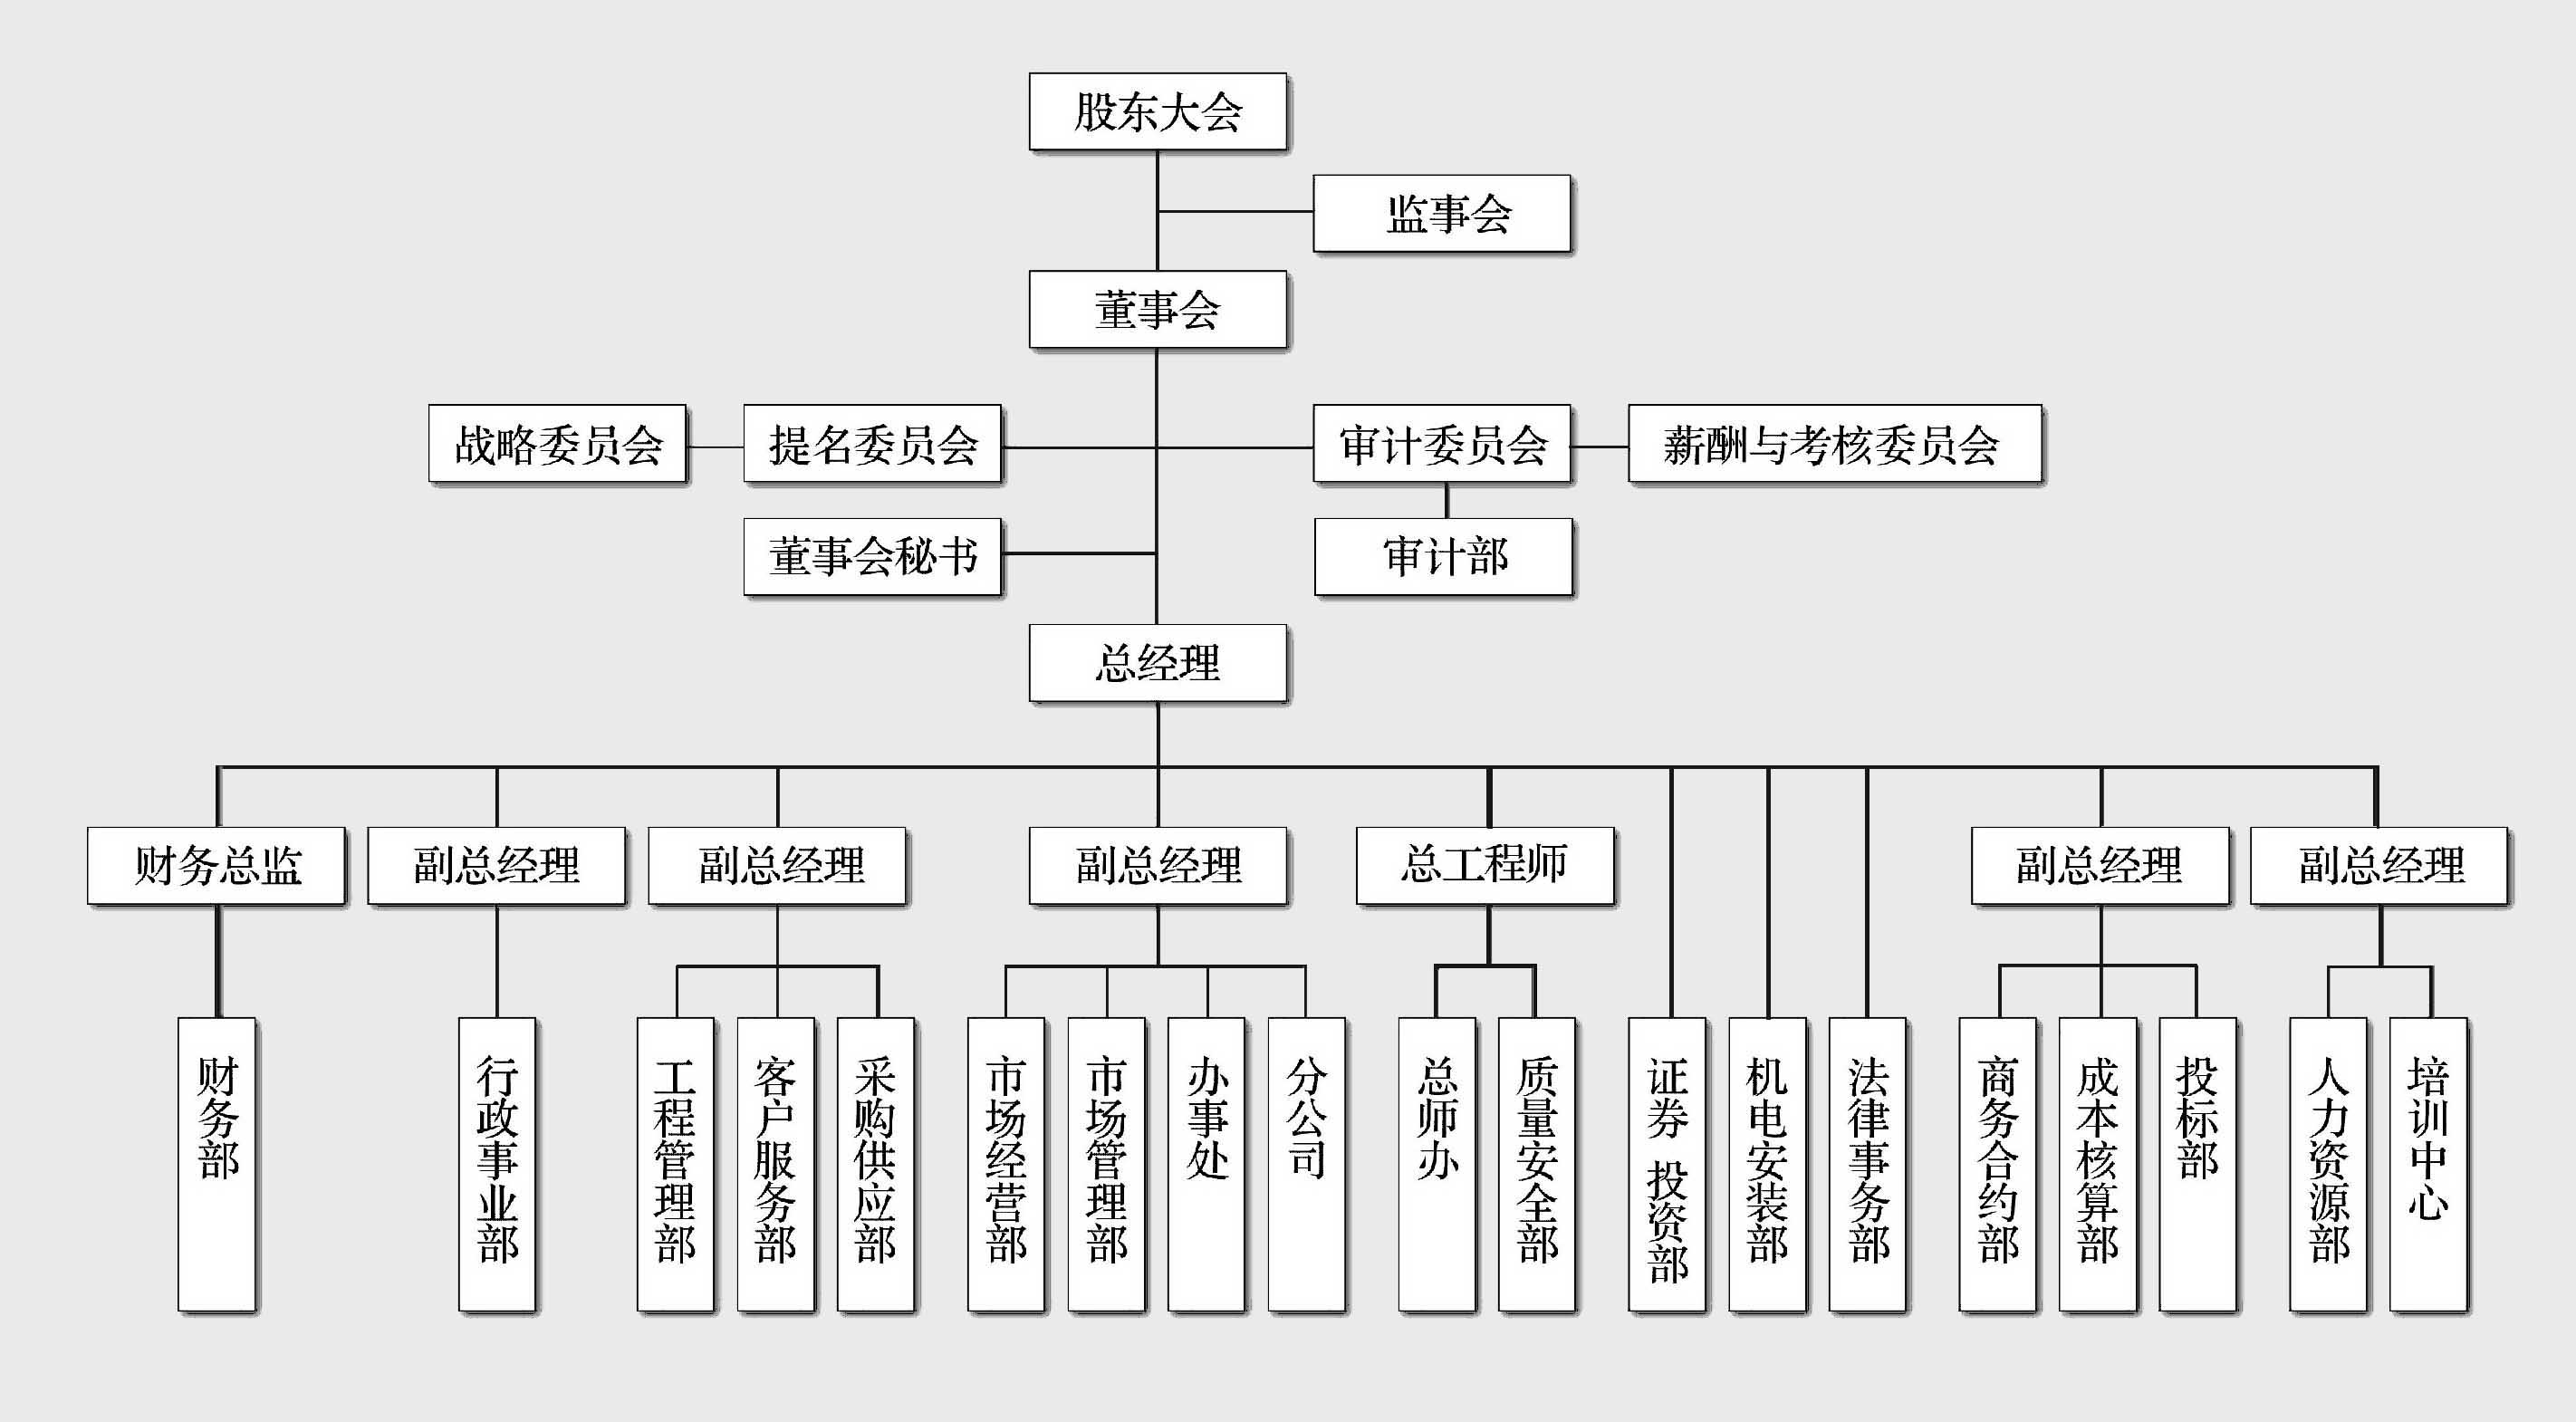 股东大会
监事会
董事会
战略委员会
提名委员会
审计委员会
薪酬与考核委员会
董事会秘书
审计部
总经理
财务总监
副总经理
副总经理
副总经理
总工程师
副总经理
副总经理
财务部
行政事业部
工程管理部
客户服务部
采购供应部
市场经营部
市场管理部
办事处
分公司
总师办
质量安全部
证券 投资部
机电安装部
法律事务部
商务合约部
成本核算部
投标部
人力资源部
培训中心